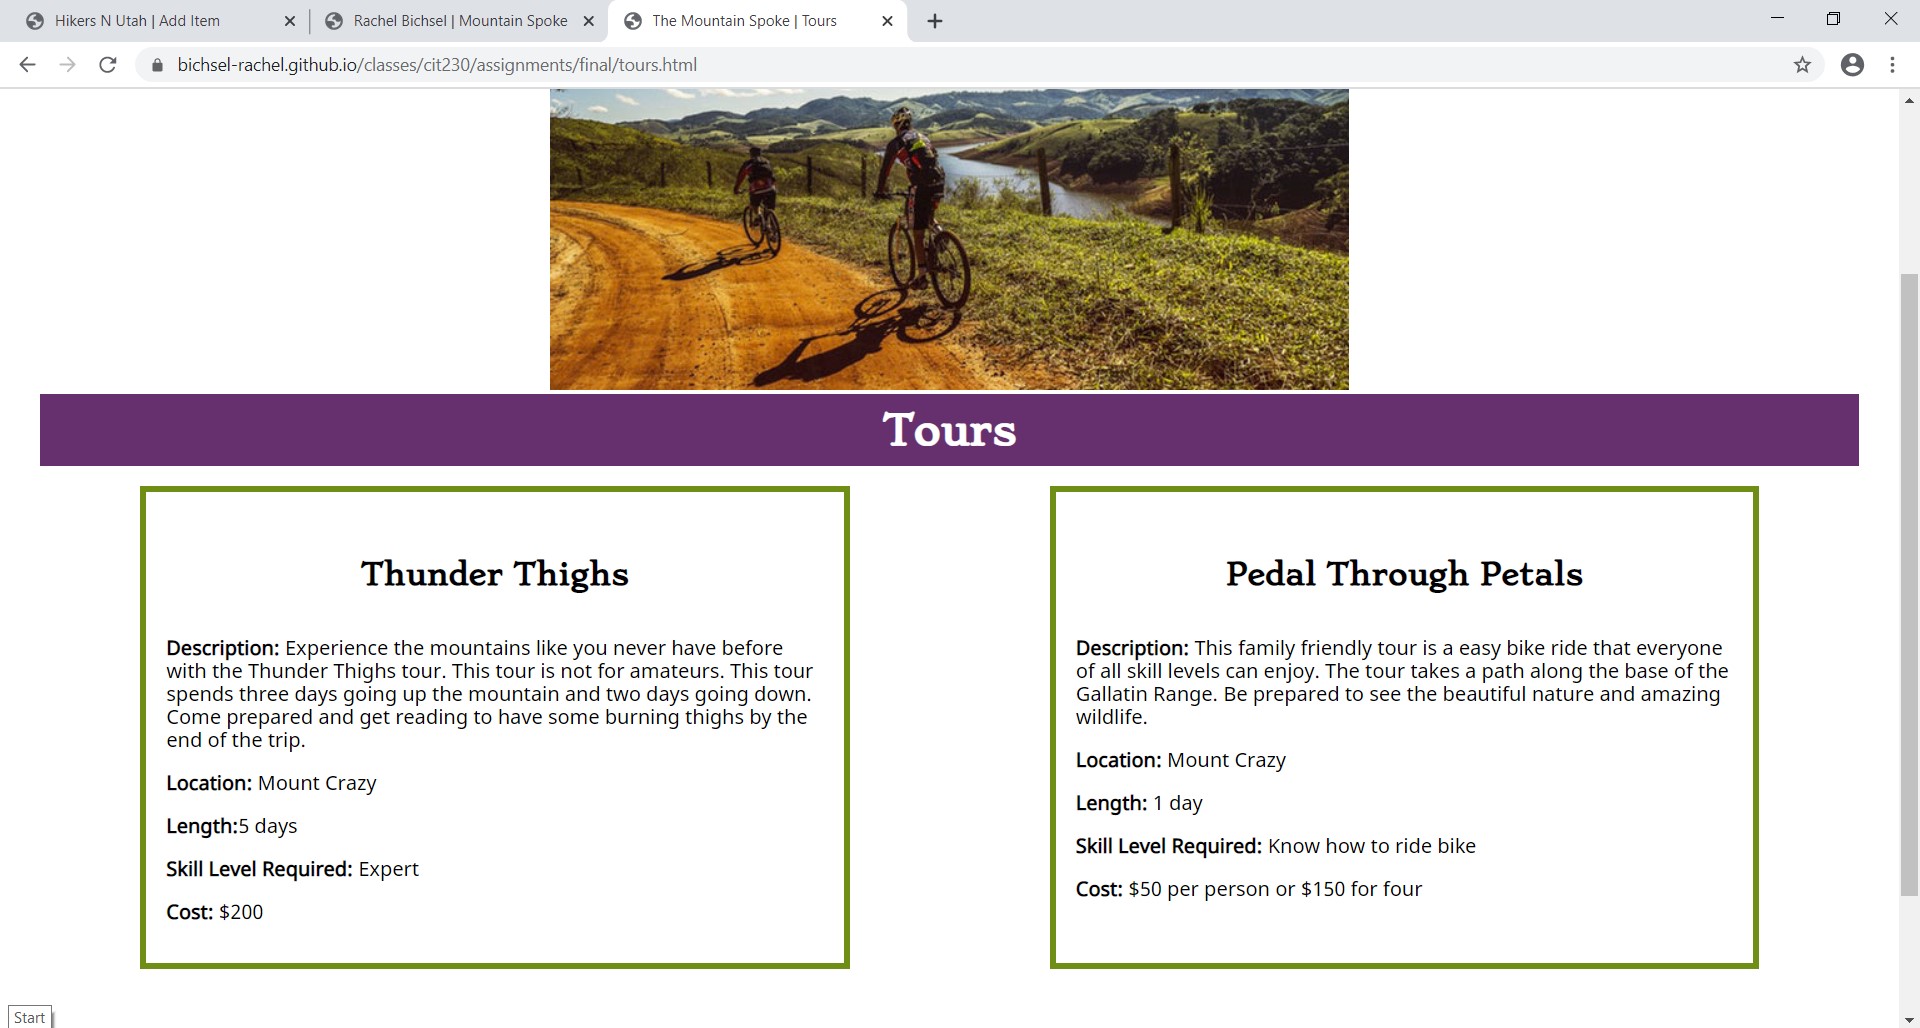 Hikers N Utah | Add Item
Rachel Bichsel | Mountain Spoke
The Mountain Spoke | Tours
bichsel-rachel.github.io/classes/cit230/assignments/final/tours.html
Tours
Thunder Thighs
Description: Experience the mountains like you never have before
with the Thunder Thighs tour. This tour is not for amateurs. This tour
spends three days going up the mountain and two days going down.
Come prepared and get reading to have some burning thighs by the
end of the trip.
Location: Mount Crazy
Length:5 days
Skill Level Required: Expert
Cost: $200
Pedal Through Petals
Description: This family friendly tour is a easy bike ride that everyone
of all skill levels can enjoy. The tour takes a path along the base of the
Gallatin Range. Be prepared to see the beautiful nature and amazing
wildlife.
Location: Mount Crazy
Length: 1 day
Skill Level Required: Know how to ride bike
Cost: $50 per person or $150 for four
Start